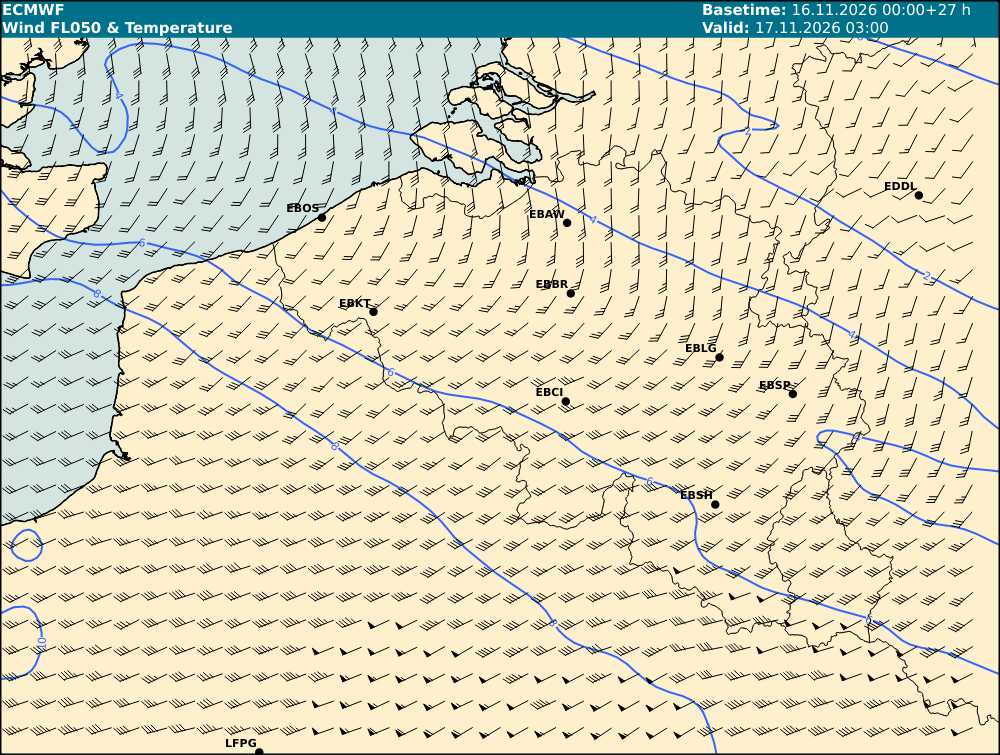 ECMWF
Wind FL050 & Temperature
Basetime: 16.11.2026 00:00+27 h
Valid: 17.11.2026 03:00
4
2
EDDL
EBOS
EBAW
4
6
2
EBBR
8
EBKT
4
EBLG
6
EBSP
EBCI
4
8
6
EBSH
6
8
10
LFPG